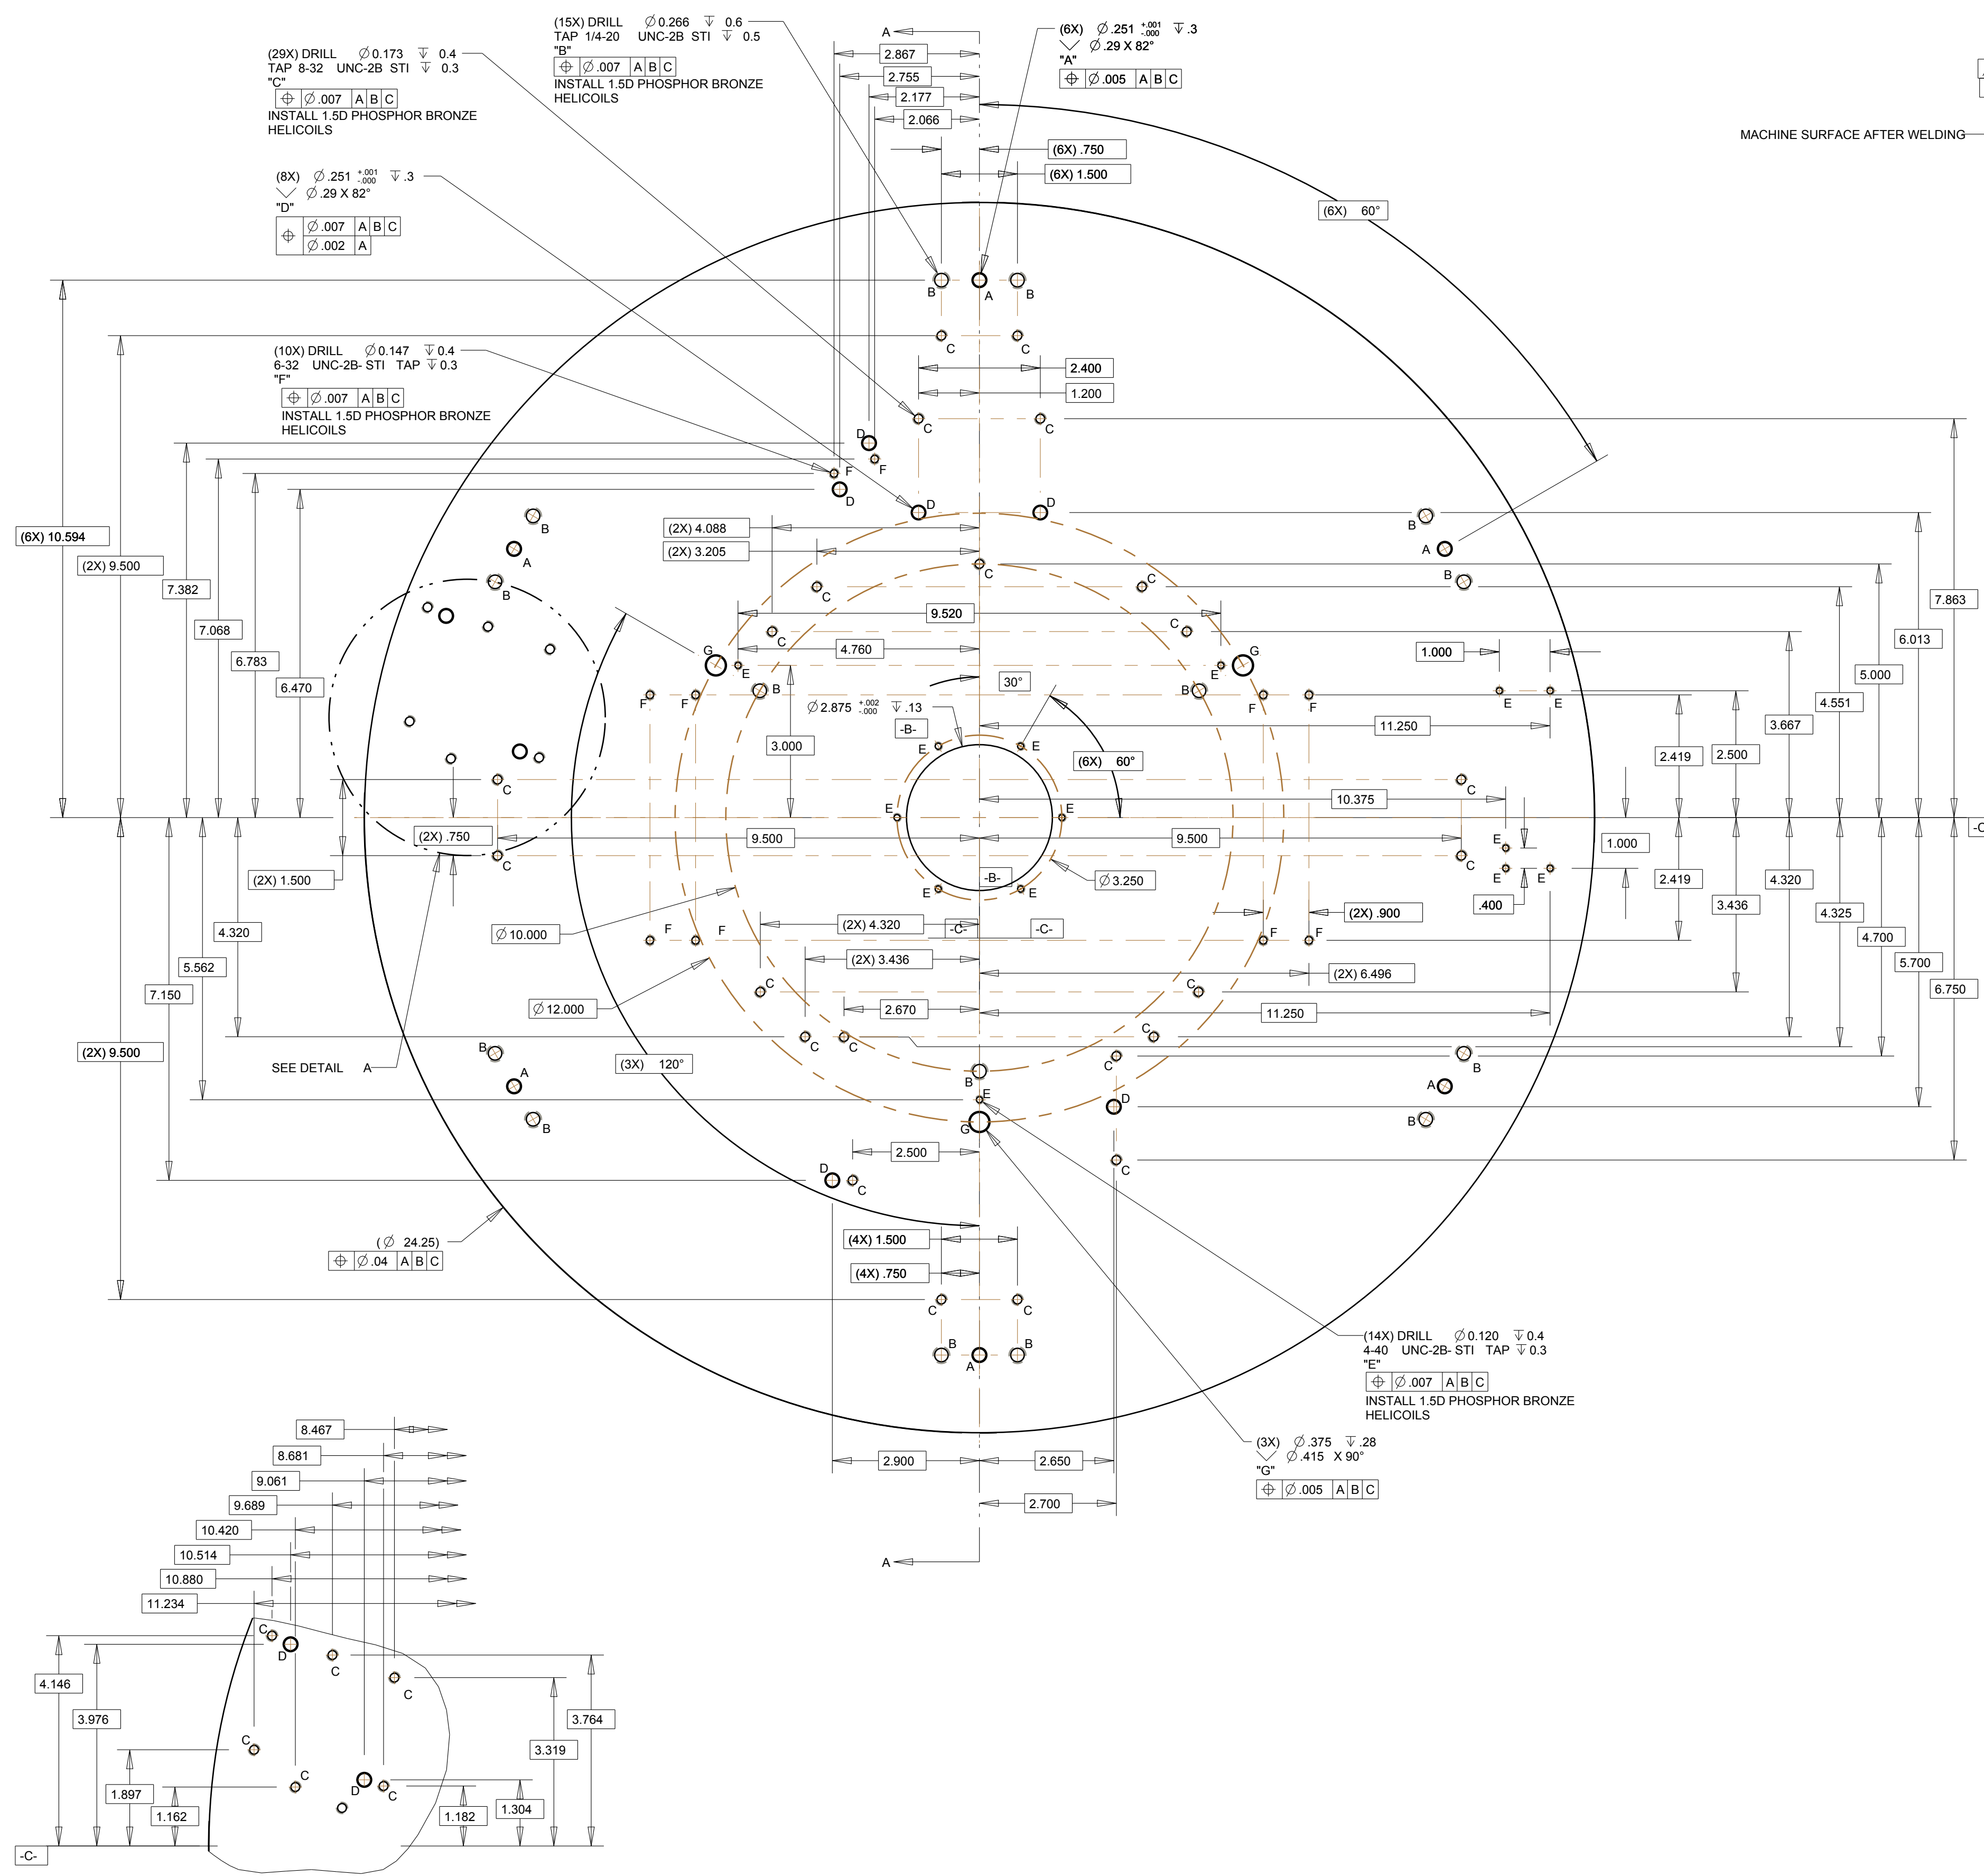 (15X) DRILL ∅0.266 ↧ 0.6
TAP 1/4-20 UNC-2B STI ↧ 0.5
"B"
⌖ ∅.007 A B C
INSTALL 1.5D PHOSPHOR BRONZE
HELICOILS
(29X) DRILL ∅0.173 ↧ 0.4
TAP 8-32 UNC-2B STI ↧ 0.3
"C"
⌖ ∅.007 A B C
INSTALL 1.5D PHOSPHOR BRONZE
HELICOILS
(6X) ∅.251 +.001 -.000 ↧.3
⌵ ∅.29 X 82°
"A"
⌖ ∅.005 A B C
A
2.867
2.755
2.177
2.066
(6X) .750
(6X) 1.500
(6X) 60°
MACHINE SURFACE AFTER WELDING
(8X) ∅.251 +.001 -.000 ↧.3
⌵ ∅.29 X 82°
"D"
⌖ ∅.007 A B C
∅.002 A
(10X) DRILL ∅0.147 ↧0.4
6-32 UNC-2B- STI TAP ↧0.3
"F"
⌖ ∅.007 A B C
INSTALL 1.5D PHOSPHOR BRONZE
HELICOILS
B A B
C C
2.400
1.200
C C
D
F
F
D
D D
(6X) 10.594
(2X) 9.500
7.382
7.068
6.783
6.470
B
A
B
B
A
B
(2X) 4.088
(2X) 3.205
C
C C
C C
9.520
4.760
G G
E E
B B
30°
∅2.875 +.002 -.000 ↧.13
-B-
3.000
(6X) 60°
F F F F
E E
1.000
11.250
7.863
6.013
5.000
4.551
3.667
2.500
2.419
E E
E E
E E
C C
C C
10.375
9.500
9.500
(2X) .750
(2X) 1.500
-B-
∅3.250
E
E E
1.000
.400
-C-
2.419
3.436
4.320
4.325
4.700
5.700
6.750
(2X) .900
(2X) 4.320
-C- -C-
∅10.000
F F F F
(2X) 3.436
(2X) 6.496
∅12.000
2.670
11.250
C C
C C C
C
4.320
5.562
7.150
(2X) 9.500
SEE DETAIL A
(3X) 120°
B
A
B
B
A
B
B
E
G
D
C
2.500
D C
(∅ 24.25)
⌖ ∅.04 A B C
(4X) 1.500
(4X) .750
C C
B A B
(14X) DRILL ∅0.120 ↧0.4
4-40 UNC-2B- STI TAP ↧0.3
"E"
⌖ ∅.007 A B C
INSTALL 1.5D PHOSPHOR BRONZE
HELICOILS
(3X) ∅.375 ↧.28
⌵ ∅.415 X 90°
"G"
⌖ ∅.005 A B C
2.900
2.650
2.700
A
8.467
8.681
9.061
9.689
10.420
10.514
10.880
11.234
C
D
C
C
C
C
D C
4.146
3.976
1.897
1.162
3.764
3.319
1.304
1.182
-C-